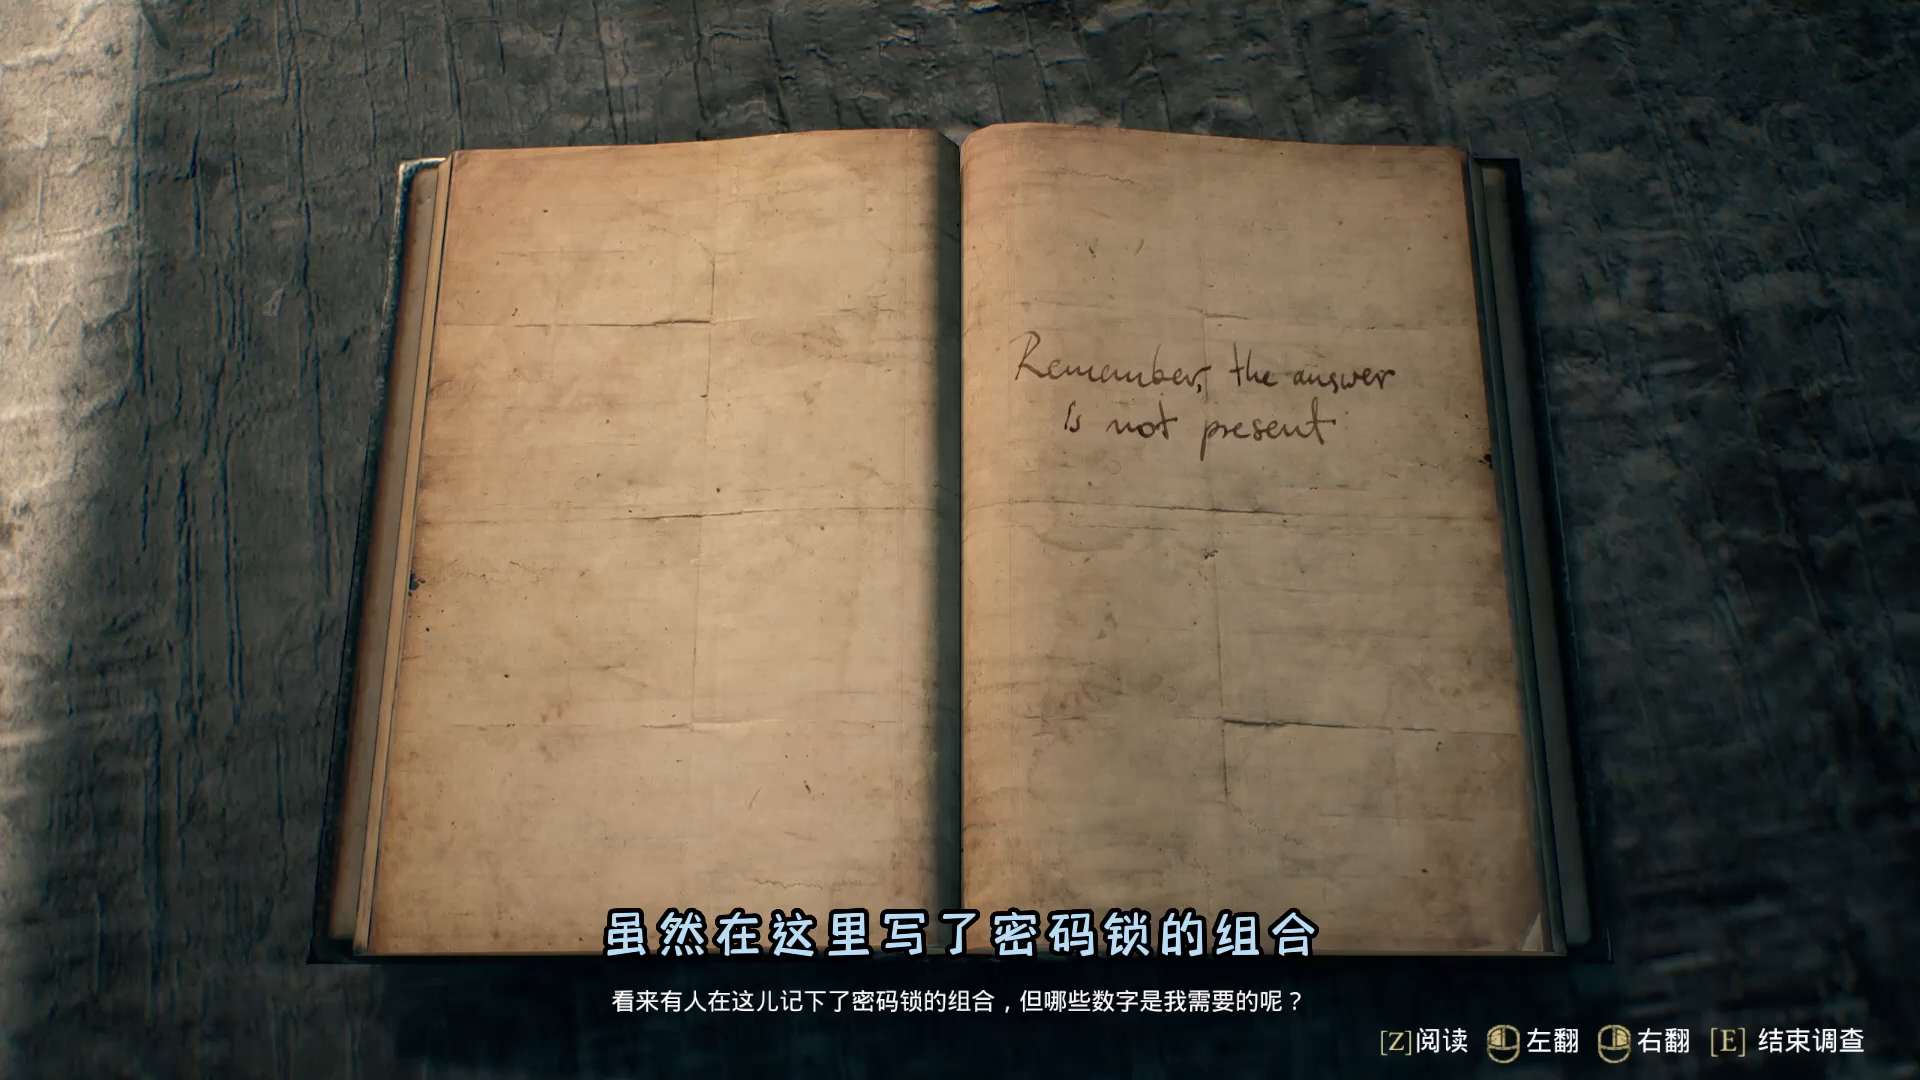 Remember, the answer
is not present
虽然在这里写了密码锁的组合
看来有人在这儿记下了密码锁的组合，但哪些数字是我需要的呢？
[Z]阅读 左翻 右翻 [E] 结束调查